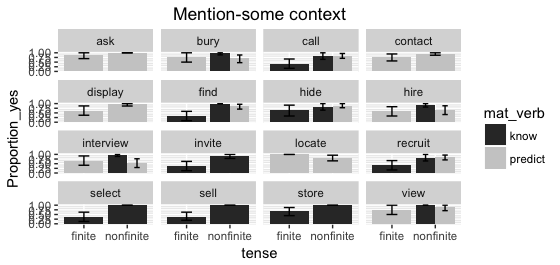 Mention-some context
ask bury call contact
1.00
0.75
0.50
0.25
0.00
display find hide hire
1.00
0.75
0.50
0.25
0.00
interview invite locate recruit
1.00
0.75
0.50
0.25
0.00
select sell store view
1.00
0.75
0.50
0.25
0.00
finite nonfinite finite nonfinite finite nonfinite finite nonfinite
tense
Proportion_yes
mat_verb
know
predict